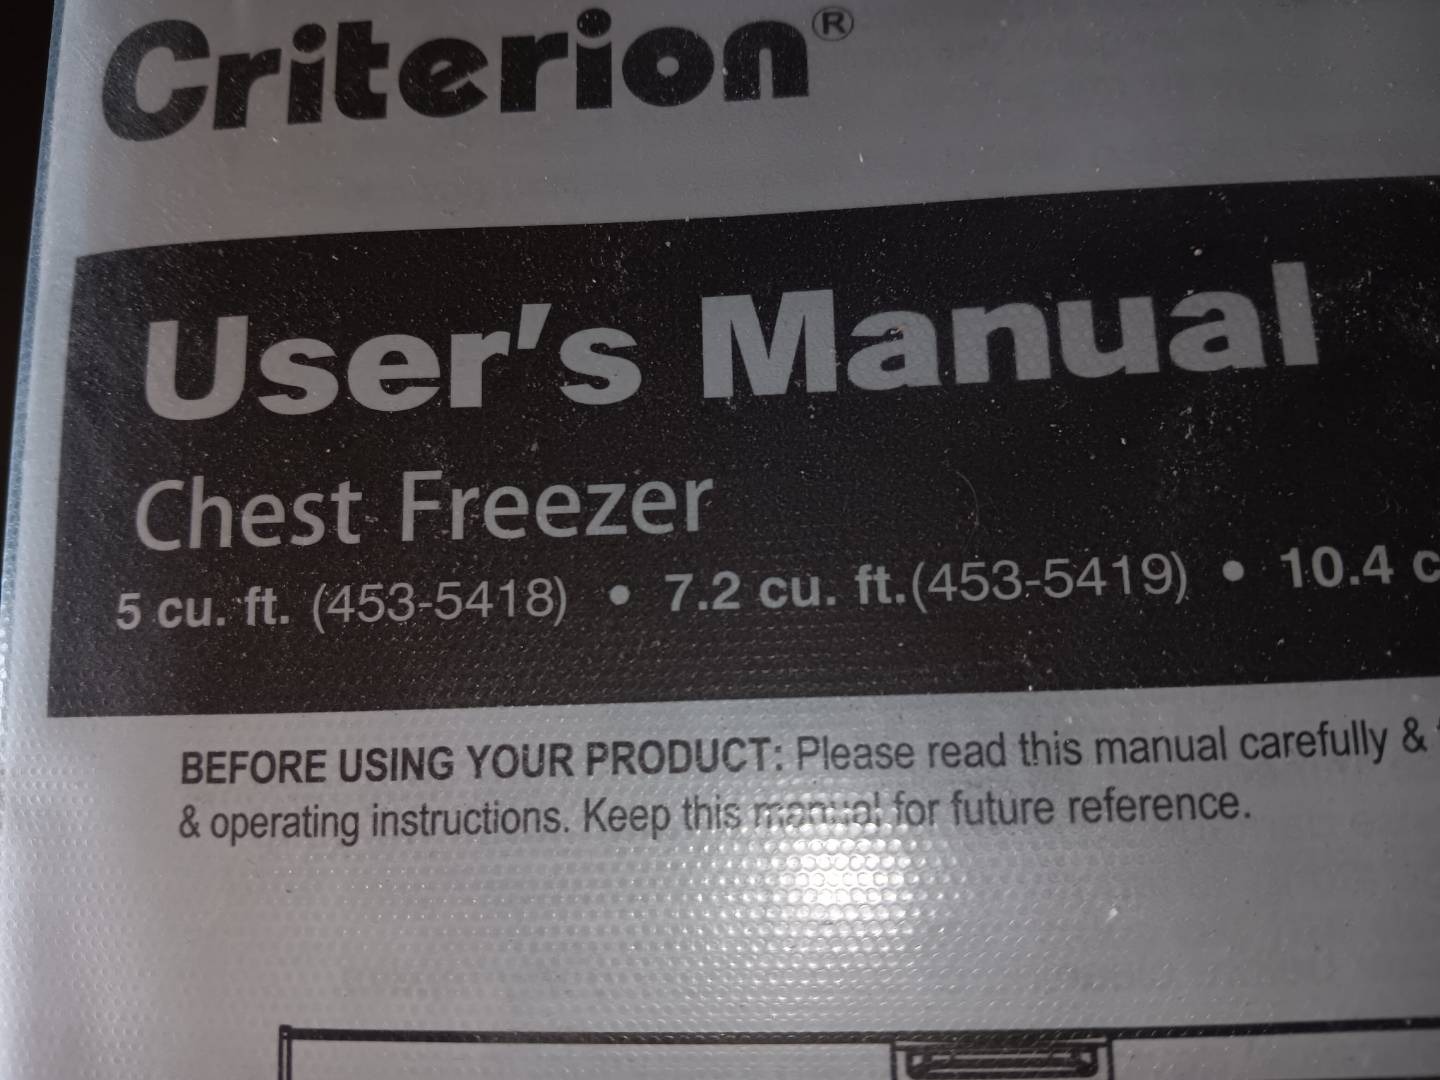 Criterion®
User's Manual
Chest Freezer
5 cu. ft. (453-5418) • 7.2 cu. ft.(453-5419) • 10.4 c
BEFORE USING YOUR PRODUCT: Please read this manual carefully &
& operating instructions. Keep this manual for future reference.